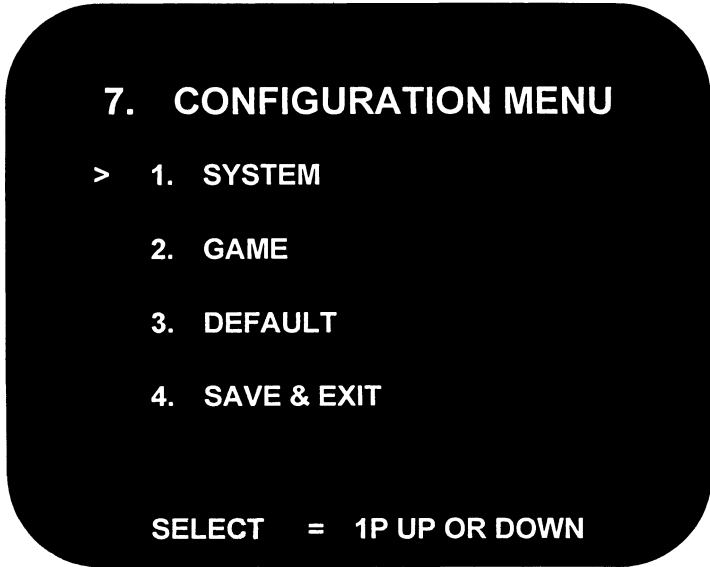 7. CONFIGURATION MENU
> 1. SYSTEM
2. GAME
3. DEFAULT
4. SAVE & EXIT
SELECT = 1P UP OR DOWN